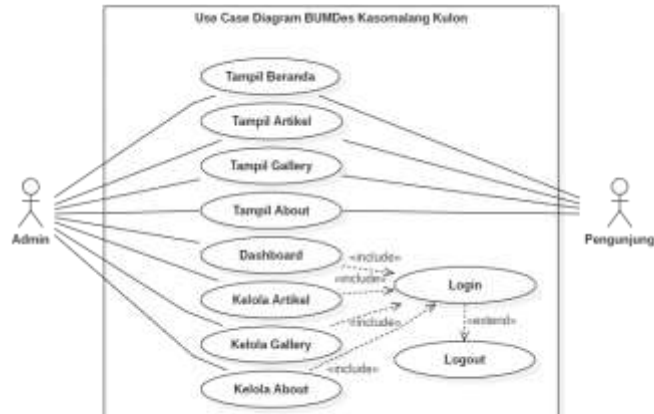 Use Case Diagram BUMDes Kasomalang Kulon
Tampil Beranda
Tampil Artikel
Tampil Gallery
Tampil About
Admin
Pengunjung
Dashboard
«include»
«include»
Login
Kelola Artikel
«include»
«extend»
Kelola Gallery
Logout
«include»
Kelola About